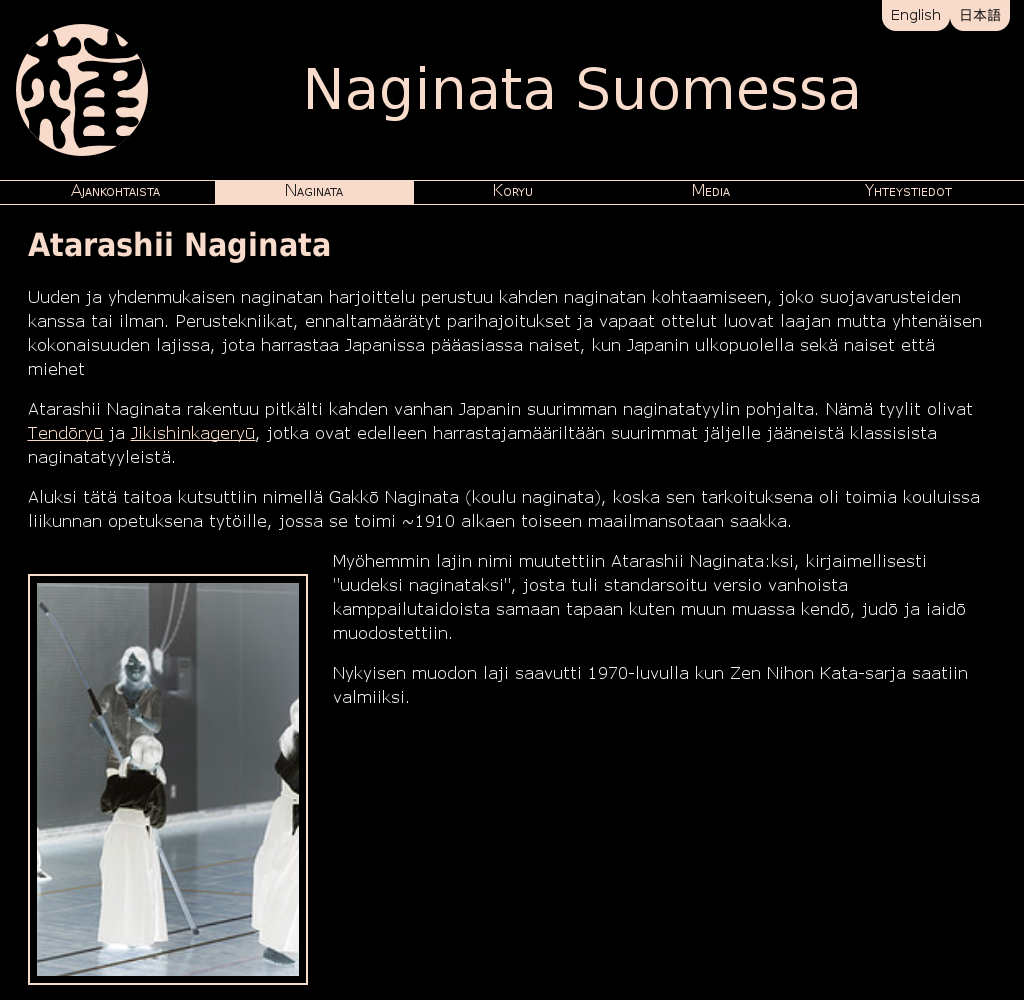 English 日本語
Naginata Suomessa
Ajankohtaista Naginata Koryu Media Yhteystiedot
Atarashii Naginata
Uuden ja yhdenmukaisen naginatan harjoittelu perustuu kahden naginatan kohtaamiseen, joko suojavarusteiden
kanssa tai ilman. Perustekniikat, ennaltamäärätyt parihajoitukset ja vapaat ottelut luovat laajan mutta yhtenäisen
kokonaisuuden lajissa, jota harrastaa Japanissa pääasiassa naiset, kun Japanin ulkopuolella sekä naiset että
miehet
Atarashii Naginata rakentuu pitkälti kahden vanhan Japanin suurimman naginatatyylin pohjalta. Nämä tyylit olivat
Tendōryū ja Jikishinkageryū, jotka ovat edelleen harrastajamääriltään suurimmat jäljelle jääneistä klassisista
naginatatyyleistä.
Aluksi tätä taitoa kutsuttiin nimellä Gakkō Naginata (koulu naginata), koska sen tarkoituksena oli toimia kouluissa
liikunnan opetuksena tytöille, jossa se toimi ~1910 alkaen toiseen maailmansotaan saakka.
Myöhemmin lajin nimi muutettiin Atarashii Naginata:ksi, kirjaimellisesti
"uudeksi naginataksi", josta tuli standarsoitu versio vanhoista
kamppailutaidoista samaan tapaan kuten muun muassa kendō, judō ja iaidō
muodostettiin.
Nykyisen muodon laji saavutti 1970-luvulla kun Zen Nihon Kata-sarja saatiin
valmiiksi.